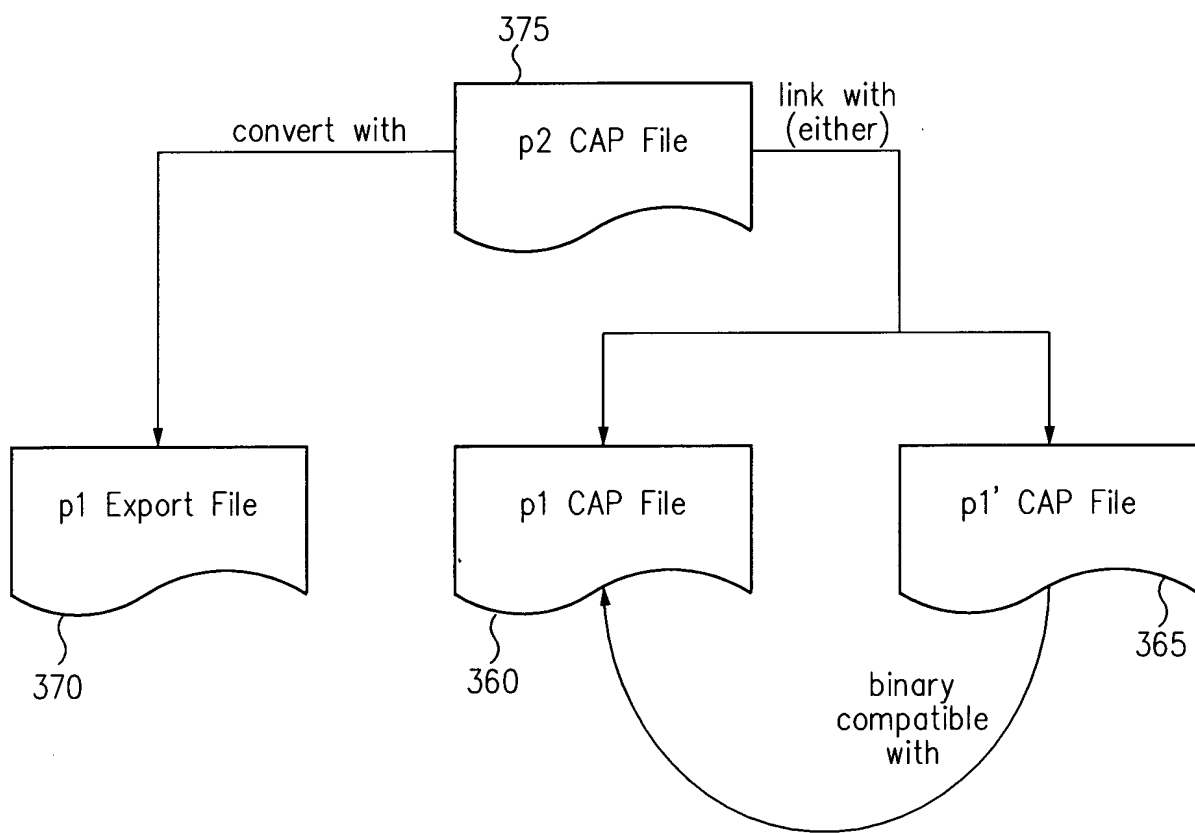 375
convert with
p2 CAP File
link with
(either)
p1 Export File
p1 CAP File
p1' CAP File
370
360
365
binary
compatible
with